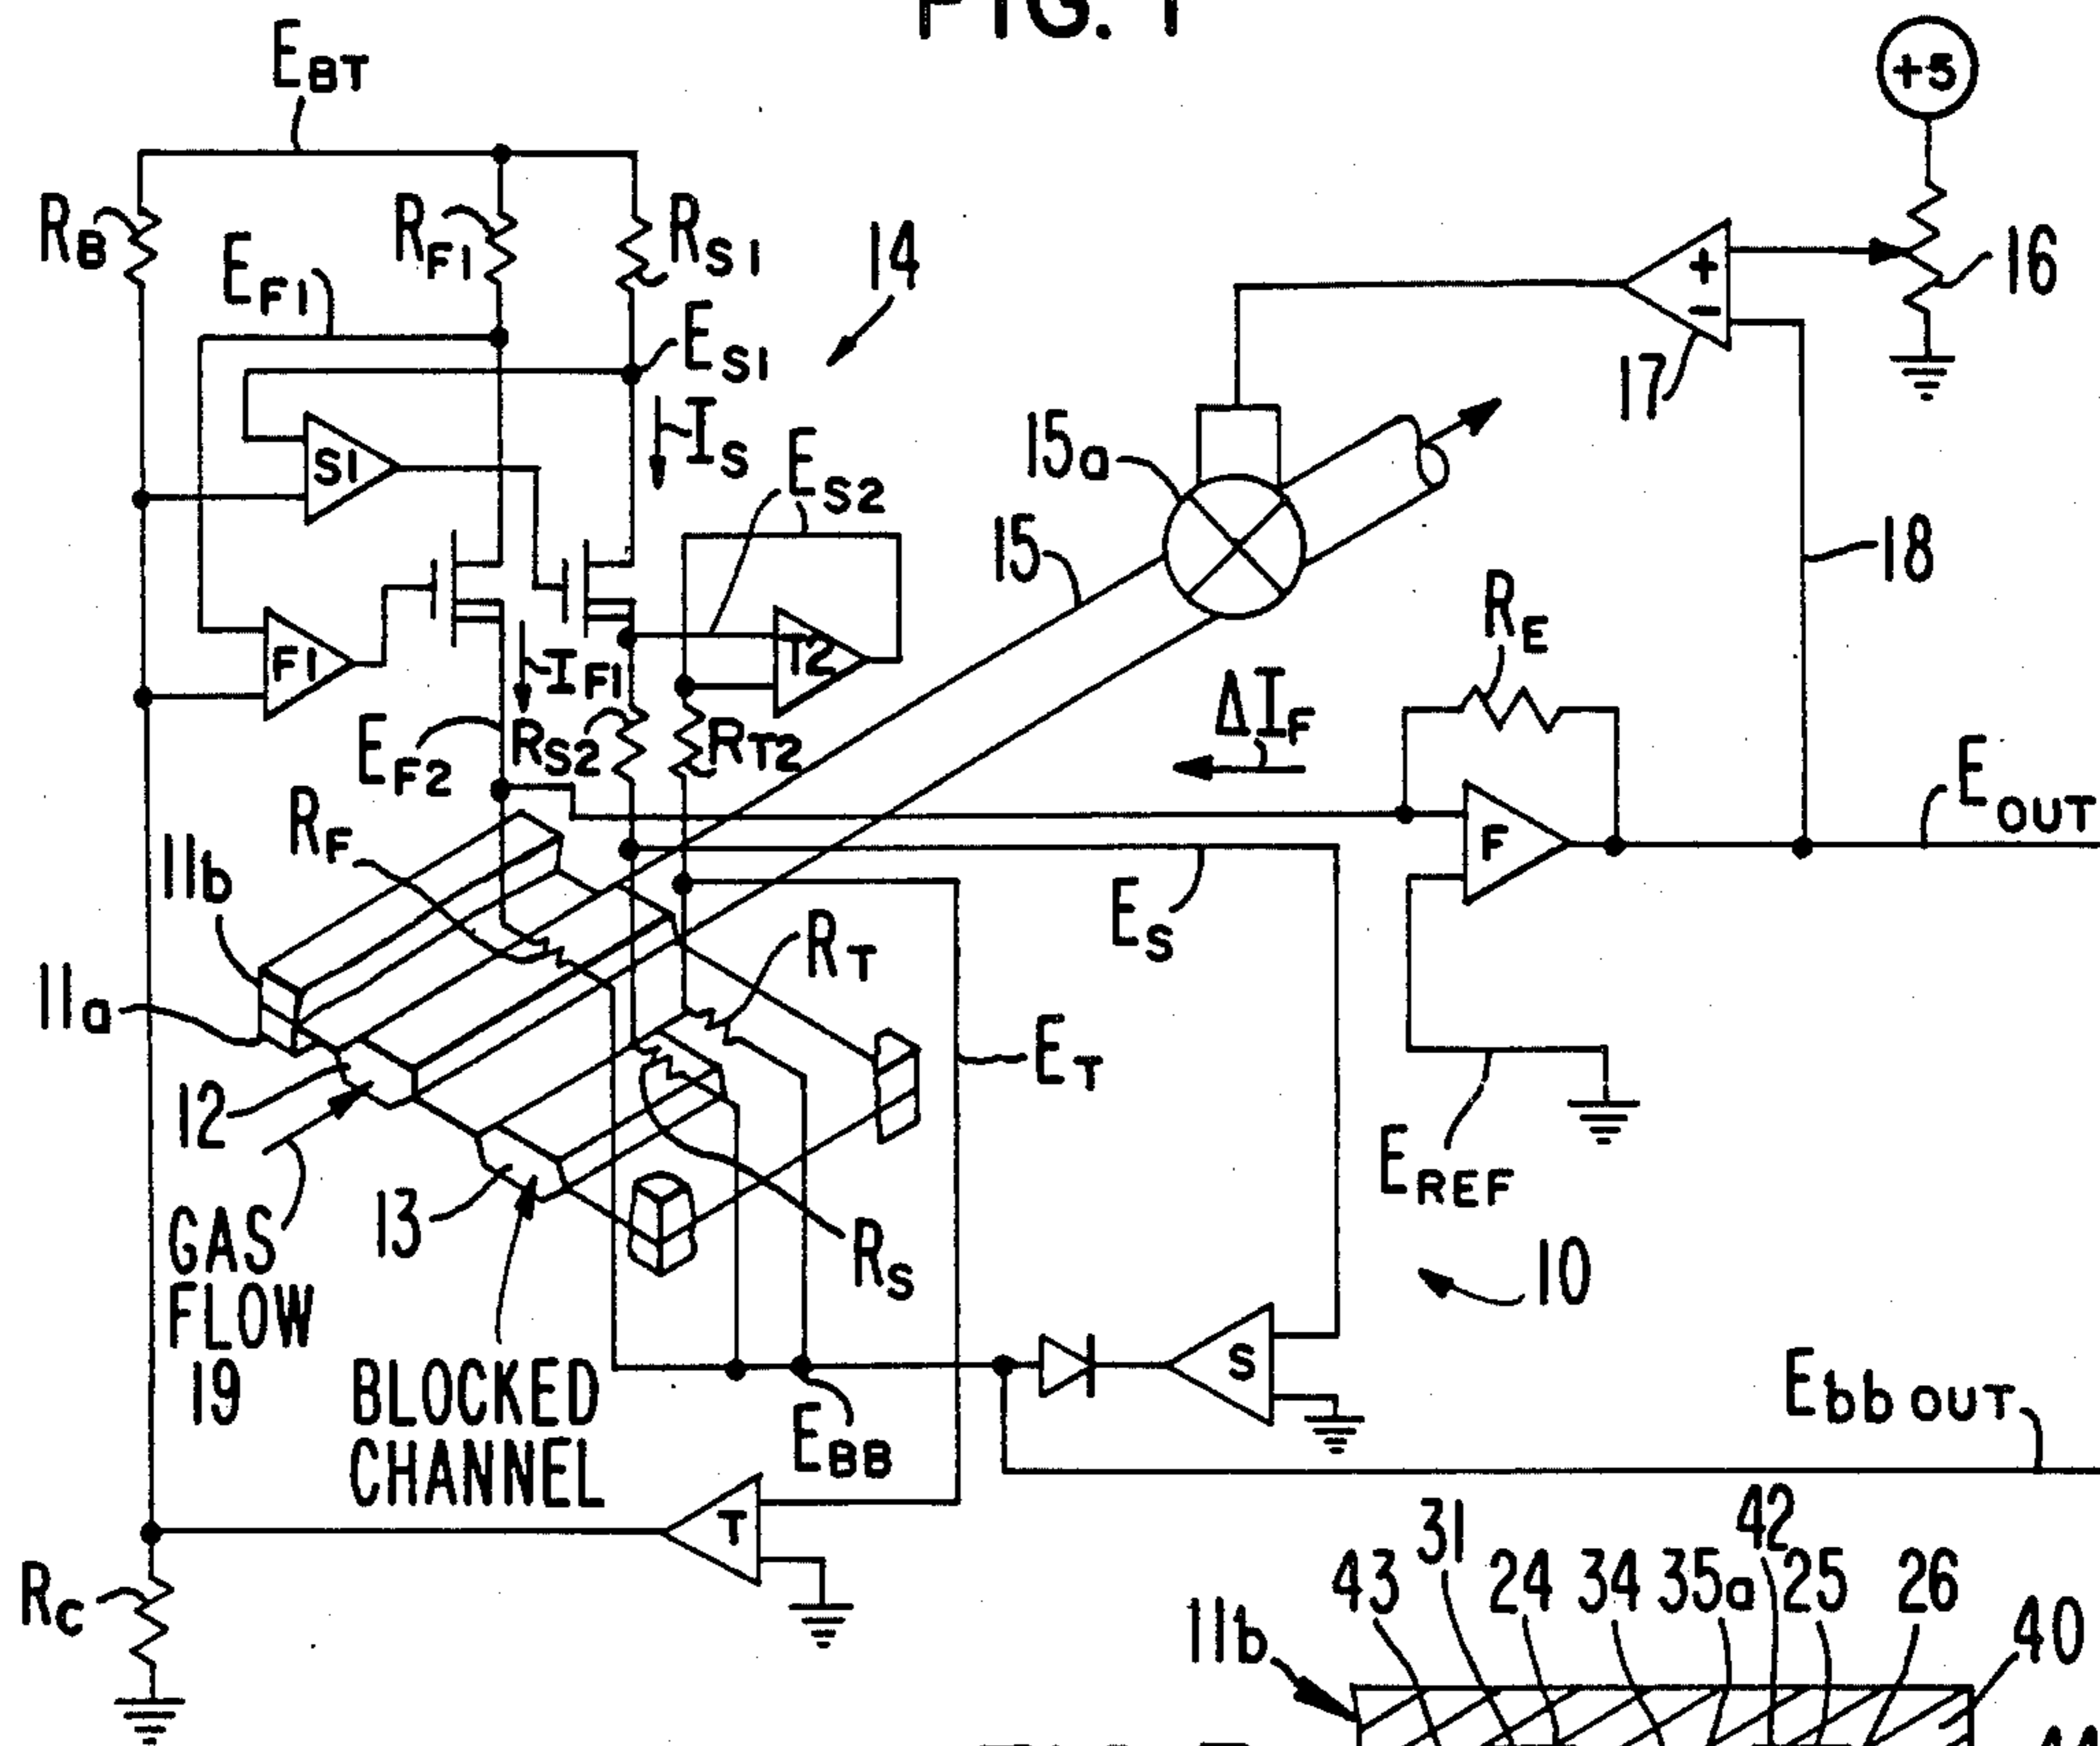 FIG. 1
E_BT
+5
R_B
R_F1
R_S1
E_F1
14
16
E_S1
17
I_S
S1
15a
E_S2
15
18
R_E
F1
I_F1
T2
E_F2
R_S2
R_T2
ΔI_F
E_OUT
R_F
F
11b
E_S
R_T
11a
E_T
12
E_REF
13
GAS
FLOW
19
R_S
10
BLOCKED
CHANNEL
S
E_BB
E_bb OUT
T
R_C
43
31
24
34
35a
42
25
26
40
11b